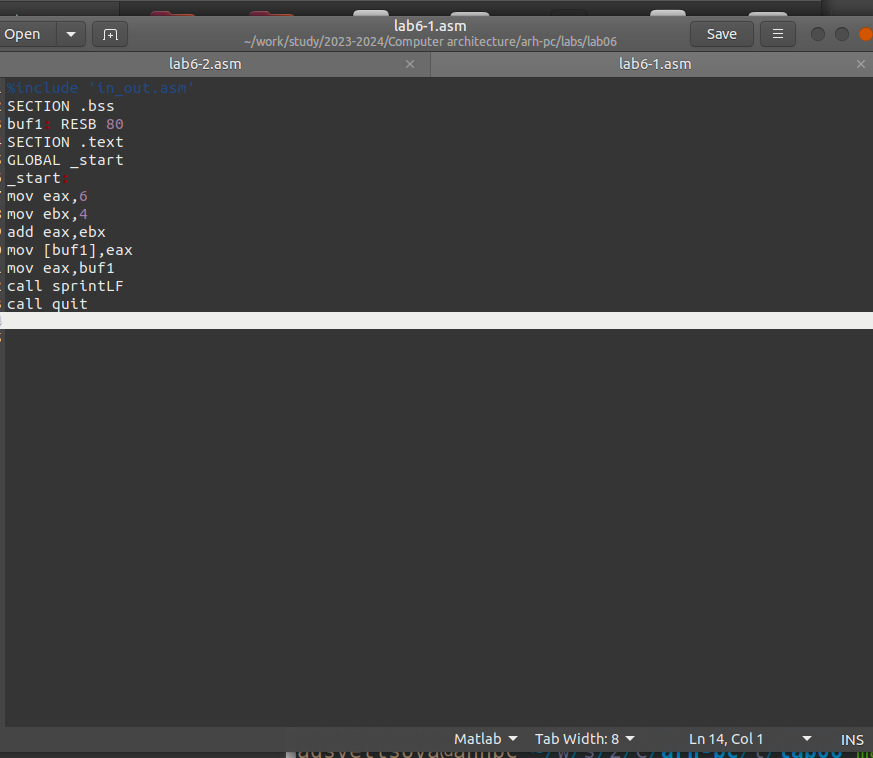 lab6-1.asm
Open
~/work/study/2023-2024/Computer architecture/arh-pc/labs/lab06
Save
lab6-2.asm
lab6-1.asm
%include 'in_out.asm'
SECTION .bss
buf1: RESB 80
SECTION .text
GLOBAL _start
_start:
mov eax,6
mov ebx,4
add eax,ebx
mov [buf1],eax
mov eax,buf1
call sprintLF
call quit
Matlab Tab Width: 8 Ln 14, Col 1 INS